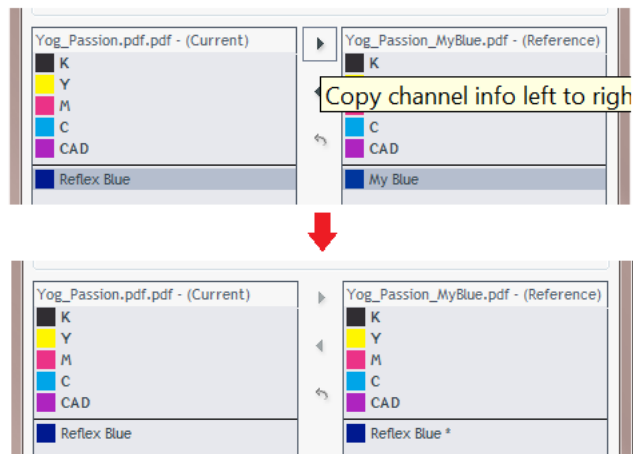 Yog_Passion.pdf.pdf - (Current)
K
Y
M
C
CAD
Reflex Blue
Yog_Passion_MyBlue.pdf - (Reference)
K
Copy channel info left to righ
C
CAD
My Blue
Yog_Passion.pdf.pdf - (Current)
K
Y
M
C
CAD
Reflex Blue
Yog_Passion_MyBlue.pdf - (Reference)
K
Y
M
C
CAD
Reflex Blue *